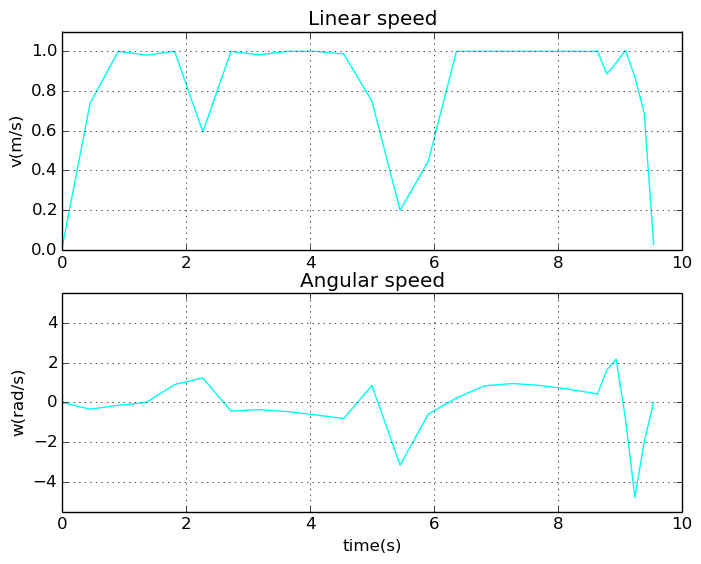 Linear speed
1.0
0.8
0.6
0.4
0.2
0.0
v(m/s)
0 2 4 6 8 10
Angular speed
4
2
0
−2
−4
w(rad/s)
0 2 4 6 8 10
time(s)